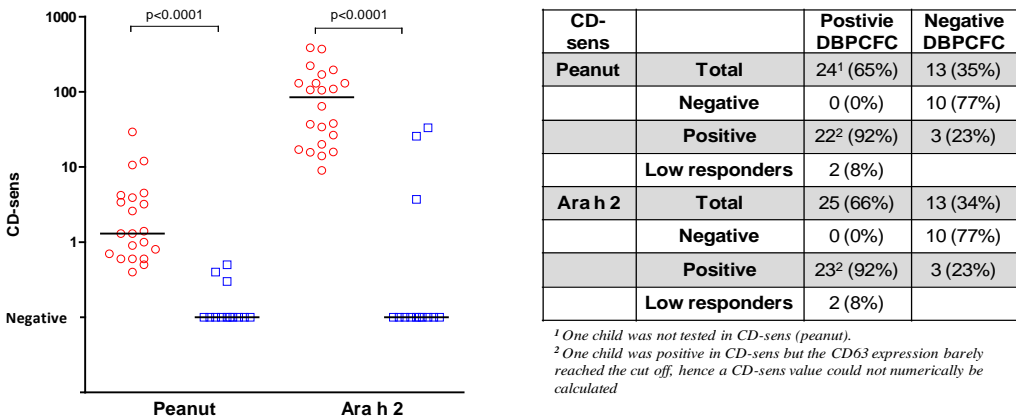 p<0.0001 p<0.0001
1000
100
10
1
Negative
CD-sens
Peanut Ara h 2
CD-sens Postivie DBPCFC Negative DBPCFC
Peanut Total 24¹ (65%) 13 (35%)
Negative 0 (0%) 10 (77%)
Positive 22² (92%) 3 (23%)
Low responders 2 (8%)
Ara h 2 Total 25 (66%) 13 (34%)
Negative 0 (0%) 10 (77%)
Positive 23² (92%) 3 (23%)
Low responders 2 (8%)
¹ One child was not tested in CD-sens (peanut).
² One child was positive in CD-sens but the CD63 expression barely
reached the cut off, hence a CD-sens value could not numerically be
calculated